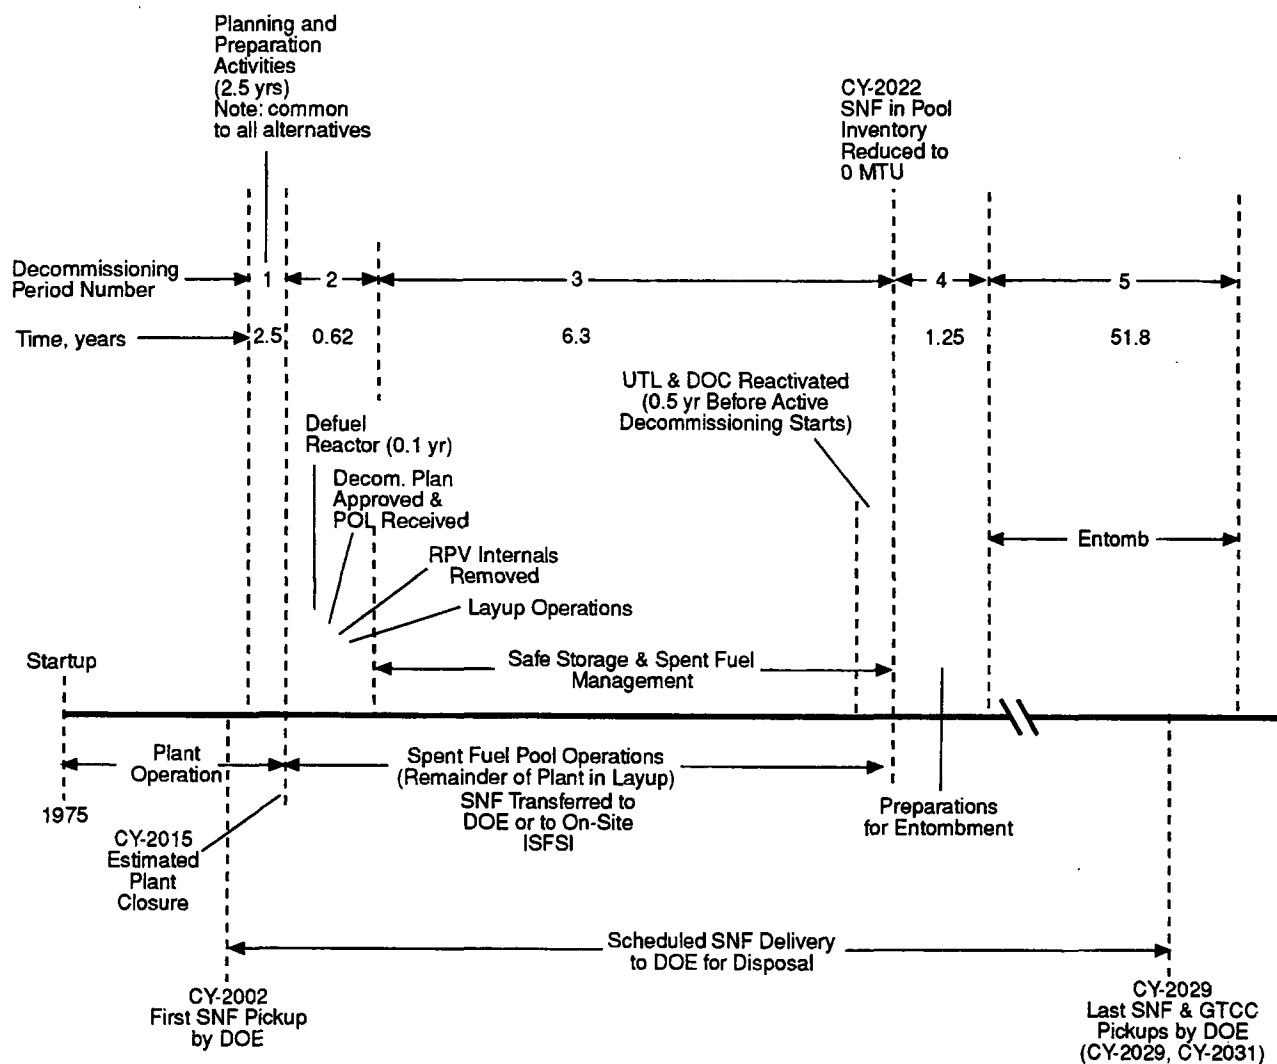 Planning and
Preparation
Activities
(2.5 yrs)
Note: common
to all alternatives
CY-2022
SNF in Pool
Inventory
Reduced to
0 MTU
Decommissioning
Period Number
1
2
3
4
5
Time, years
2.5
0.62
6.3
1.25
51.8
UTL & DOC Reactivated
(0.5 yr Before Active
Decommissioning Starts)
Defuel
Reactor (0.1 yr)
Decom. Plan
Approved &
POL Received
RPV Internals
Removed
Layup Operations
Entomb
Startup
Safe Storage & Spent Fuel
Management
Plant
Operation
Spent Fuel Pool Operations
(Remainder of Plant in Layup)
SNF Transferred to
DOE or to On-Site
ISFSI
1975
Preparations
for Entombment
CY-2015
Estimated
Plant
Closure
Scheduled SNF Delivery
to DOE for Disposal
CY-2002
First SNF Pickup
by DOE
CY-2029
Last SNF & GTCC
Pickups by DOE
(CY-2029, CY-2031)